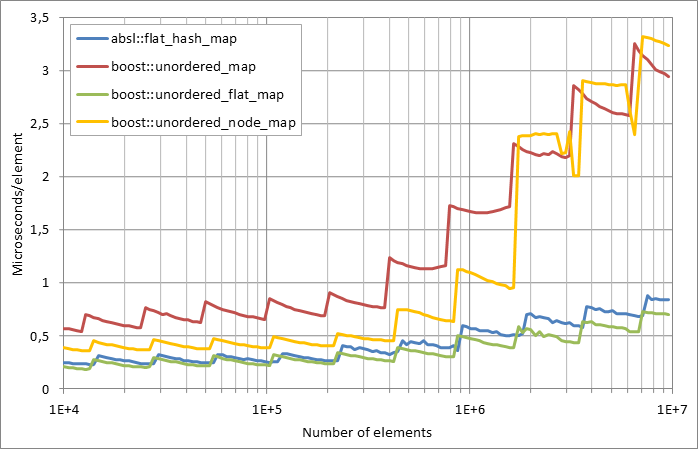 3,5
3
2,5
2
1,5
1
0,5
0
Microseconds/element
absl::flat_hash_map
boost::unordered_map
boost::unordered_flat_map
boost::unordered_node_map
1E+4
1E+5
1E+6
1E+7
Number of elements